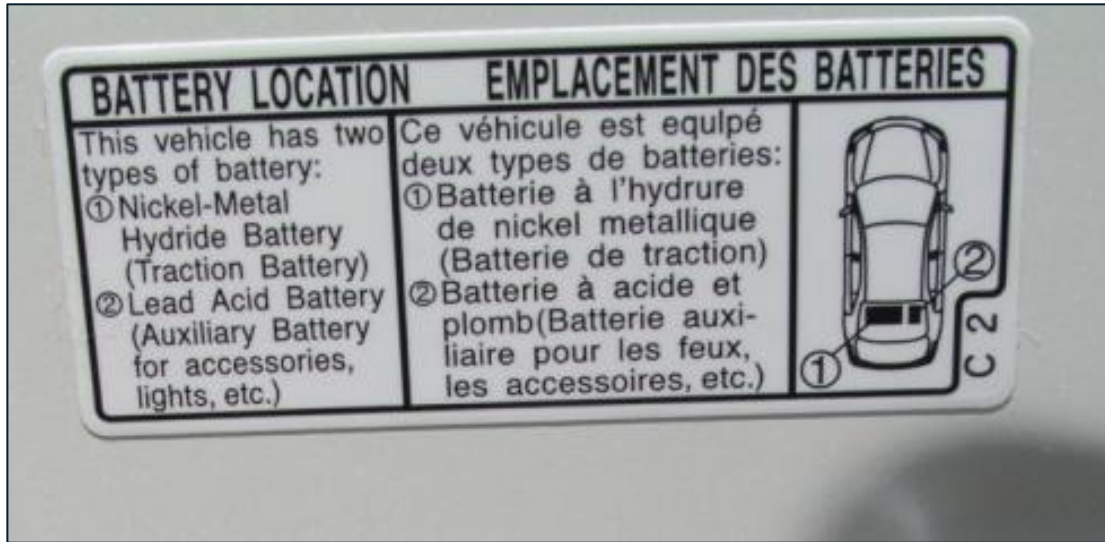 BATTERY LOCATION EMPLACEMENT DES BATTERIES
This vehicle has two
types of battery:
①Nickel-Metal
Hydride Battery
(Traction Battery)
②Lead Acid Battery
(Auxiliary Battery
for accessories,
lights, etc.)
Ce véhicule est equlpé
deux types de batteries:
①Batterie à l'hydrure
de nickel metallique
(Batterie de traction)
②Batterie à acide et
plomb(Batterie auxi-
liaire pour les feux,
les accessoires, etc.)
②
①
C 2